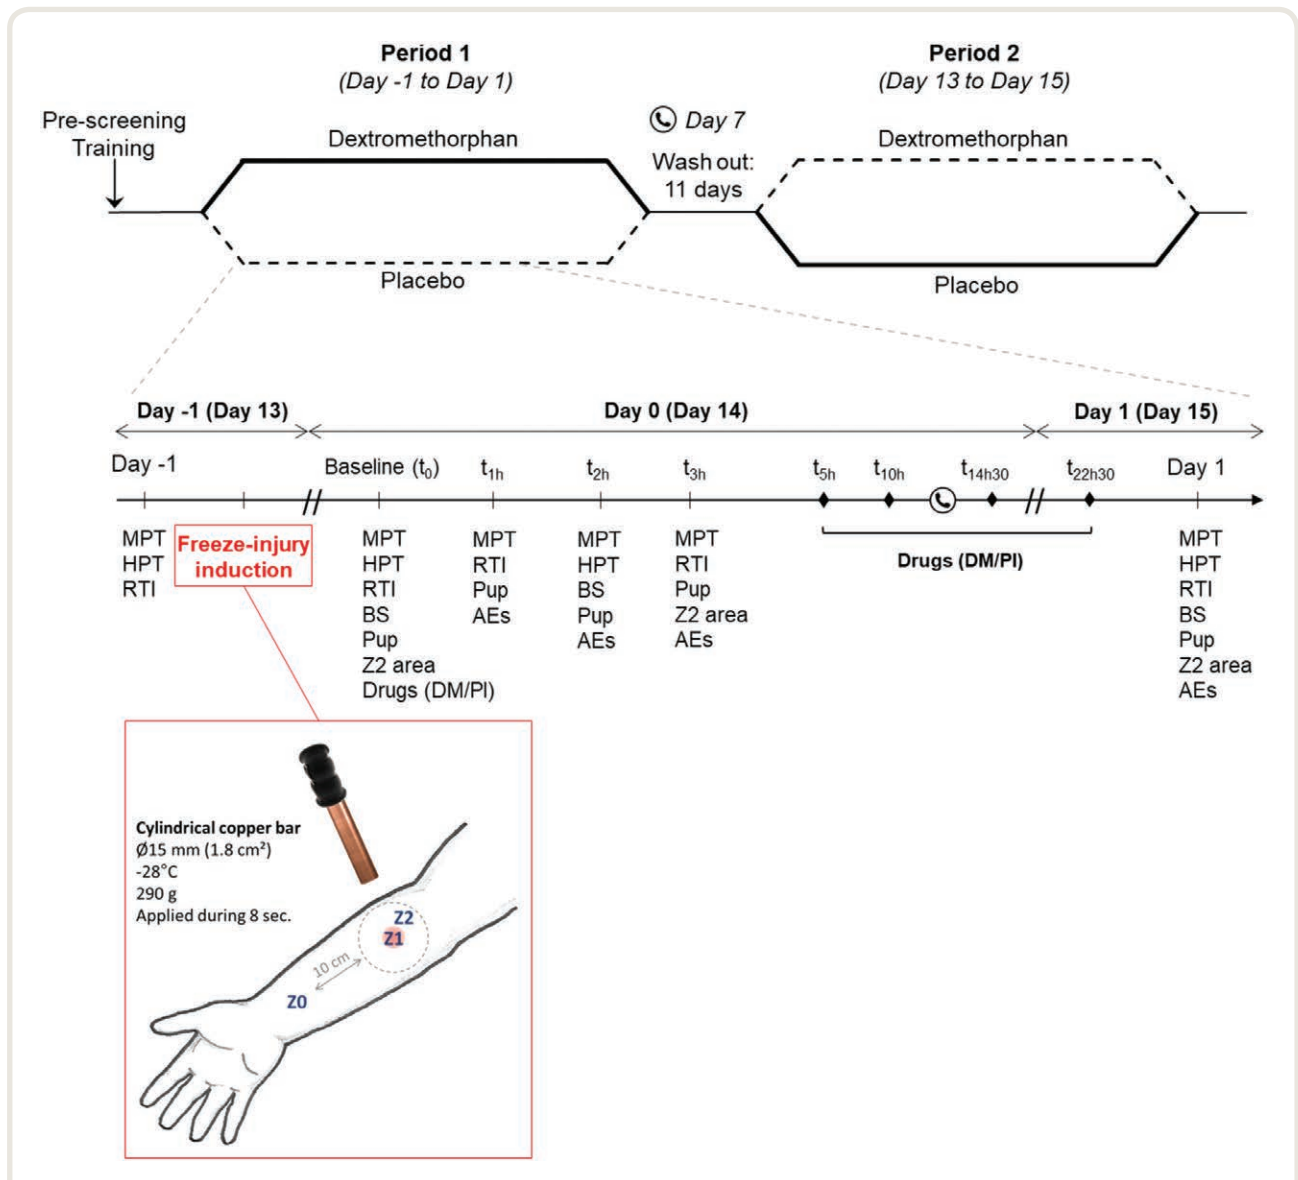 Period 1
(Day -1 to Day 1)
Period 2
(Day 13 to Day 15)
Pre-screening
Training
Dextromethorphan
Day 7
Wash out:
11 days
Dextromethorphan
Placebo
Placebo
Day -1 (Day 13)
Day 0 (Day 14)
Day 1 (Day 15)
Day -1
Baseline (t0)
t1h
t2h
t3h
t5h
t10h
t14h30
t22h30
Day 1
MPT
HPT
RTI
Freeze-injury
induction
MPT
HPT
RTI
BS
Pup
Z2 area
Drugs (DM/Pl)
MPT
RTI
Pup
AEs
MPT
HPT
BS
Pup
AEs
MPT
RTI
Pup
Z2 area
AEs
Drugs (DM/Pl)
MPT
HPT
RTI
BS
Pup
Z2 area
AEs
Cylindrical copper bar
Ø15 mm (1.8 cm²)
-28°C
290 g
Applied during 8 sec.
Z2
Z1
10 cm
Z0